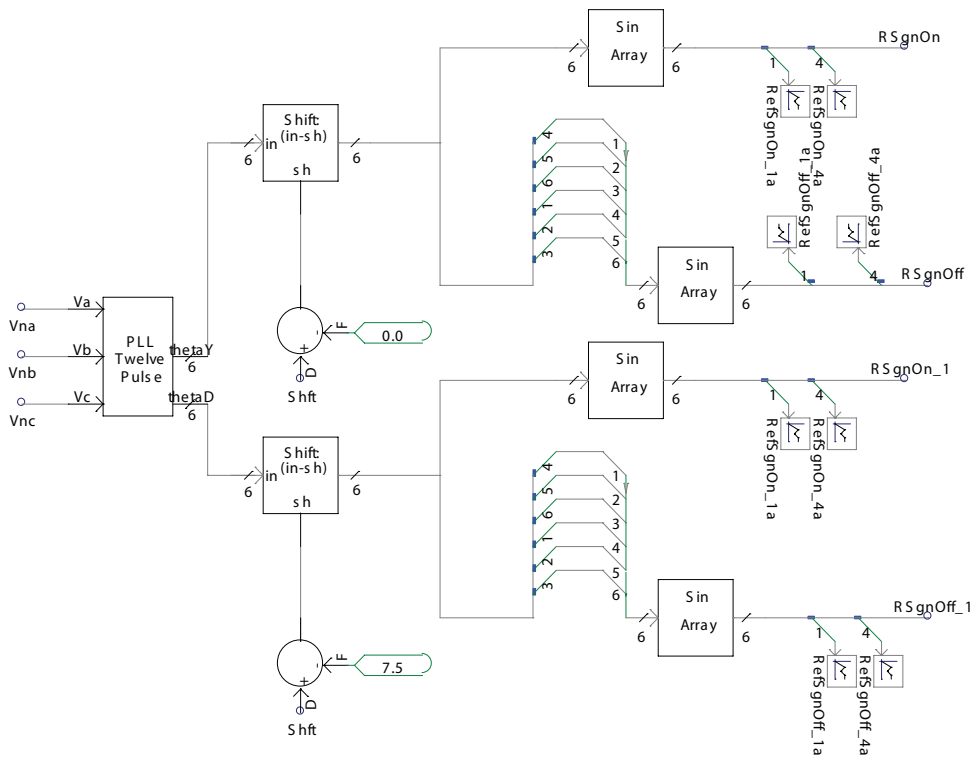 Sin
Array
6
6
RSgnOn
1
4
RefSgnOn_1a
RefSgnOn_4a
Shift:
(in-sh)
in
sh
6
6
4
5
6
1
2
3
1
2
3
4
5
6
RefSgnOff_1a
RefSgnOff_4a
1
4
RSgnOff
Sin
Array
6
6
F
0.0
-
+
D
Shft
Vna
Vnb
Vnc
Va
Vb
Vc
PLL
Twelve
Pulse
thetaY
6
thetaD
6
Sin
Array
6
6
RSgnOn_1
1
4
RefSgnOn_1a
RefSgnOn_4a
Shift:
(in-sh)
in
sh
6
6
4
5
6
1
2
3
1
2
3
4
5
6
Sin
Array
6
6
RSgnOff_1
1
4
RefSgnOff_1a
RefSgnOff_4a
F
7.5
-
+
D
Shft